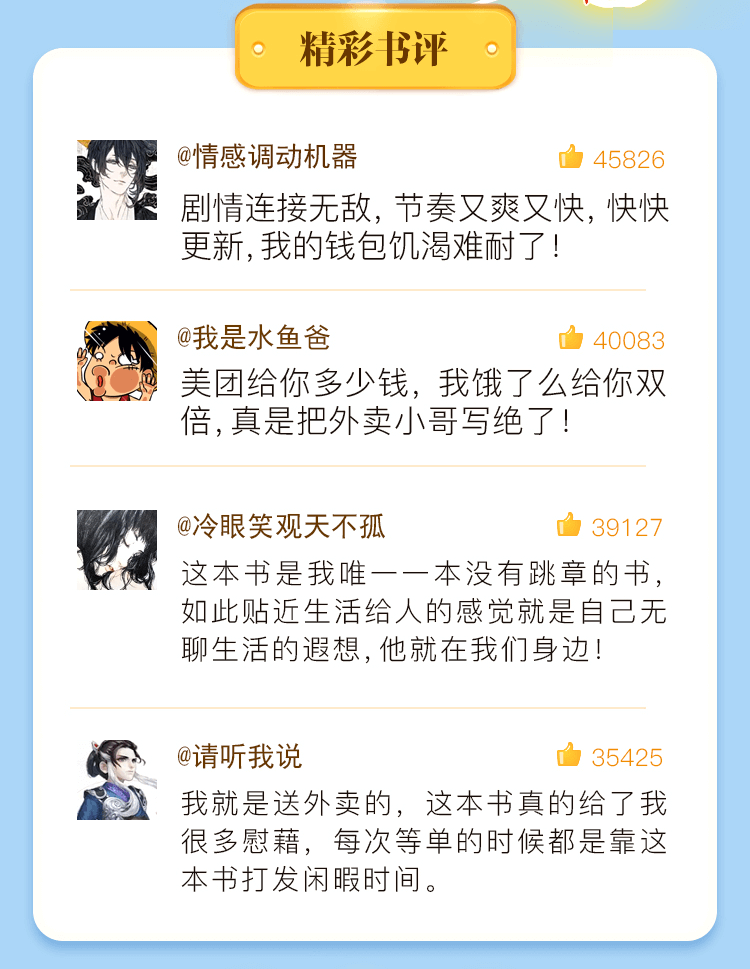 精彩书评
@情感调动机器
45826
剧情连接无敌, 节奏又爽又快, 快快
更新, 我的钱包饥渴难耐了!
@我是水鱼爸
40083
美团给你多少钱, 我饿了么给你双
倍, 真是把外卖小哥写绝了!
@冷眼笑观天不孤
39127
这本书是我唯一一本没有跳章的书,
如此贴近生活给人的感觉就是自己无
聊生活的遐想, 他就在我们身边!
@请听我说
35425
我就是送外卖的, 这本书真的给了我
很多慰藉, 每次等单的时候都是靠这
本书打发闲暇时间。